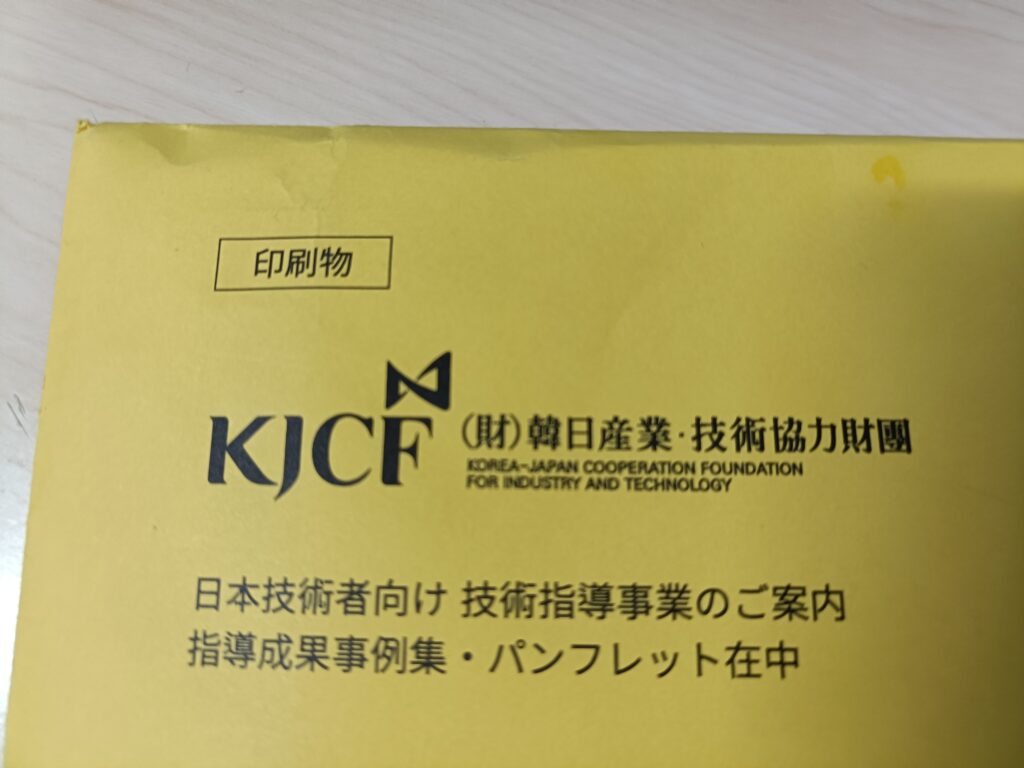 印刷物
KJCF
(財)韓日産業·技術協力財團
KOREA-JAPAN COOPERATION FOUNDATION
FOR INDUSTRY AND TECHNOLOGY
日本技術者向け 技術指導事業のご案内
指導成果事例集・パンフレット在中